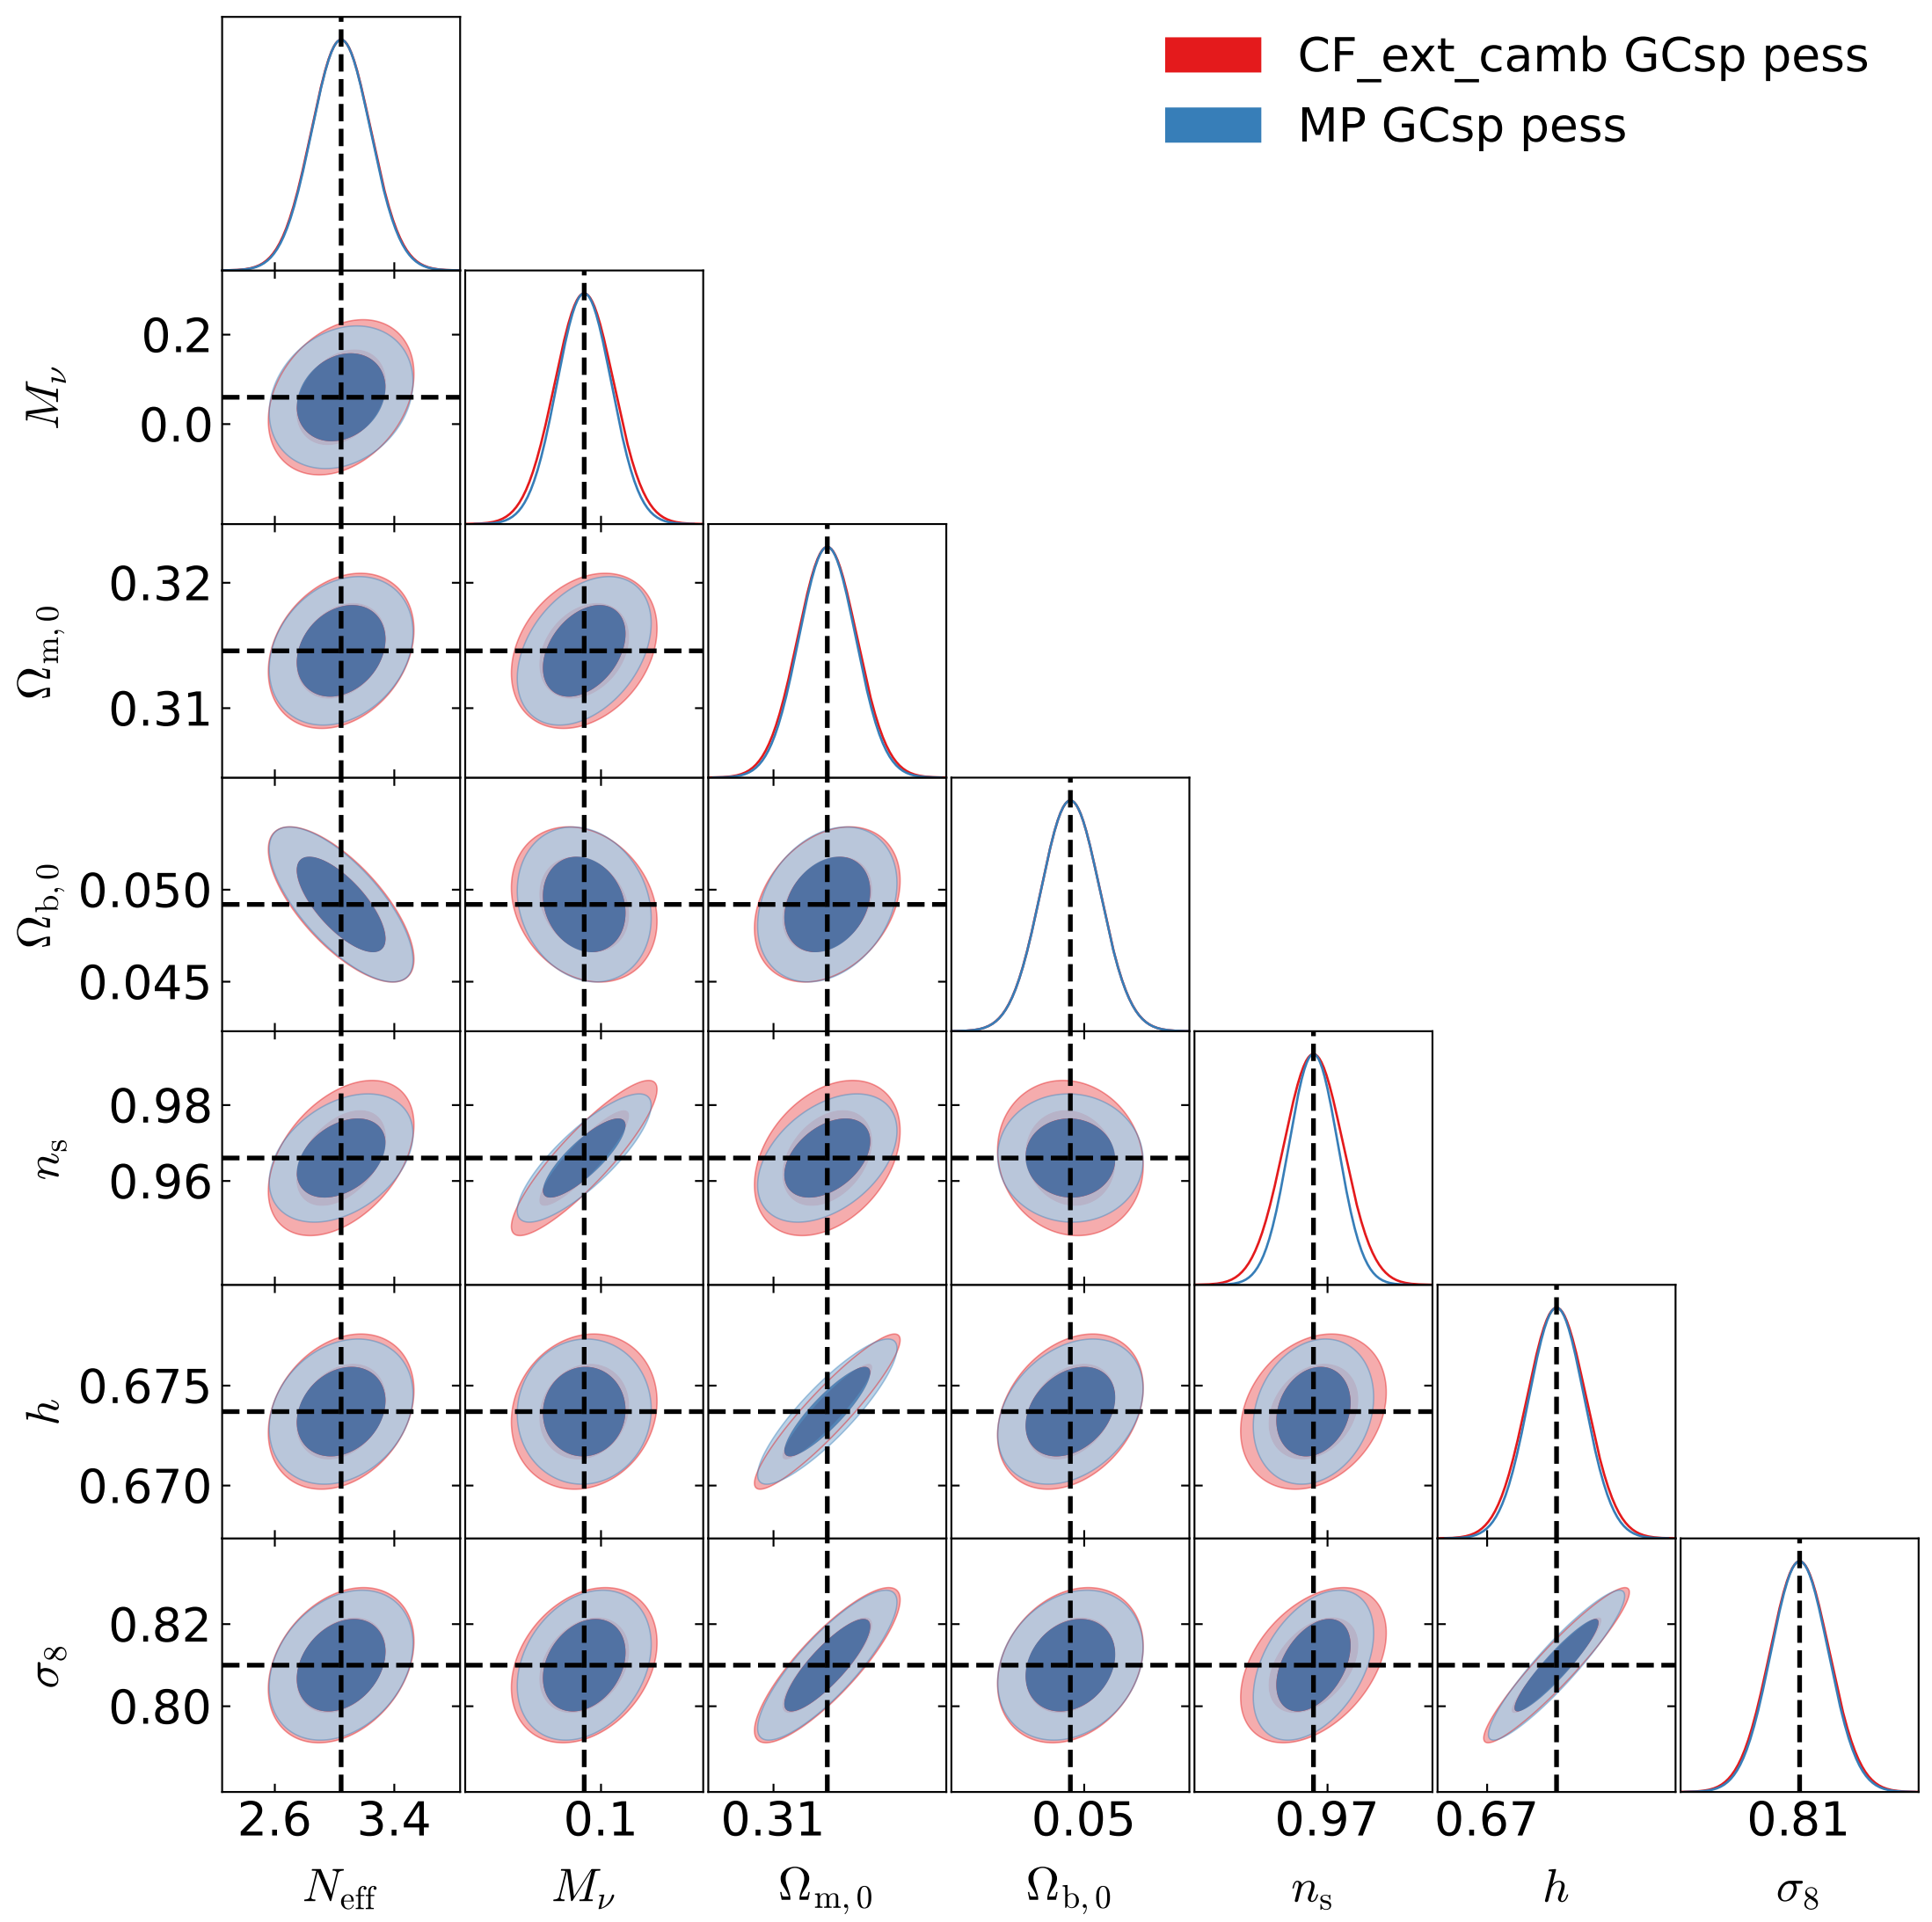 CF_ext_camb GCsp pess
MP GCsp pess
0.2
0.0
M_ν
0.32
0.31
Ω_m,0
0.050
0.045
Ω_b,0
0.98
0.96
n_s
0.675
0.670
h
0.82
0.80
σ_8
2.6 3.4 0.1 0.31 0.05 0.97 0.67 0.81
N_eff M_ν Ω_m,0 Ω_b,0 n_s h σ_8